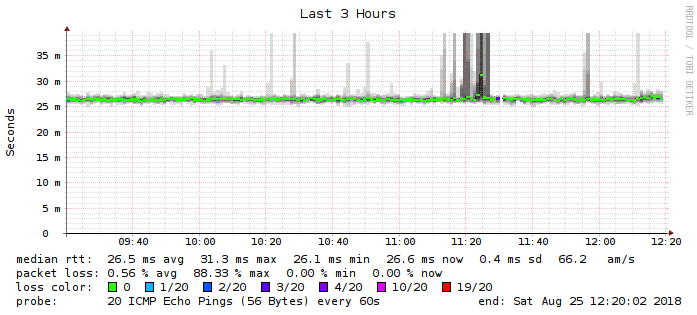 Last 3 Hours
RRDTOOL / TOBI OETIKER
Seconds
35 m
30 m
25 m
20 m
15 m
10 m
5 m
0
09:40 10:00 10:20 10:40 11:00 11:20 11:40 12:00 12:20
median rtt: 26.5 ms avg 31.3 ms max 26.1 ms min 26.6 ms now 0.4 ms sd 66.2 am/s
packet loss: 0.56 % avg 88.33 % max 0.00 % min 0.00 % now
loss color: 0 1/20 2/20 3/20 4/20 10/20 19/20
probe: 20 ICMP Echo Pings (56 Bytes) every 60s end: Sat Aug 25 12:20:02 2018